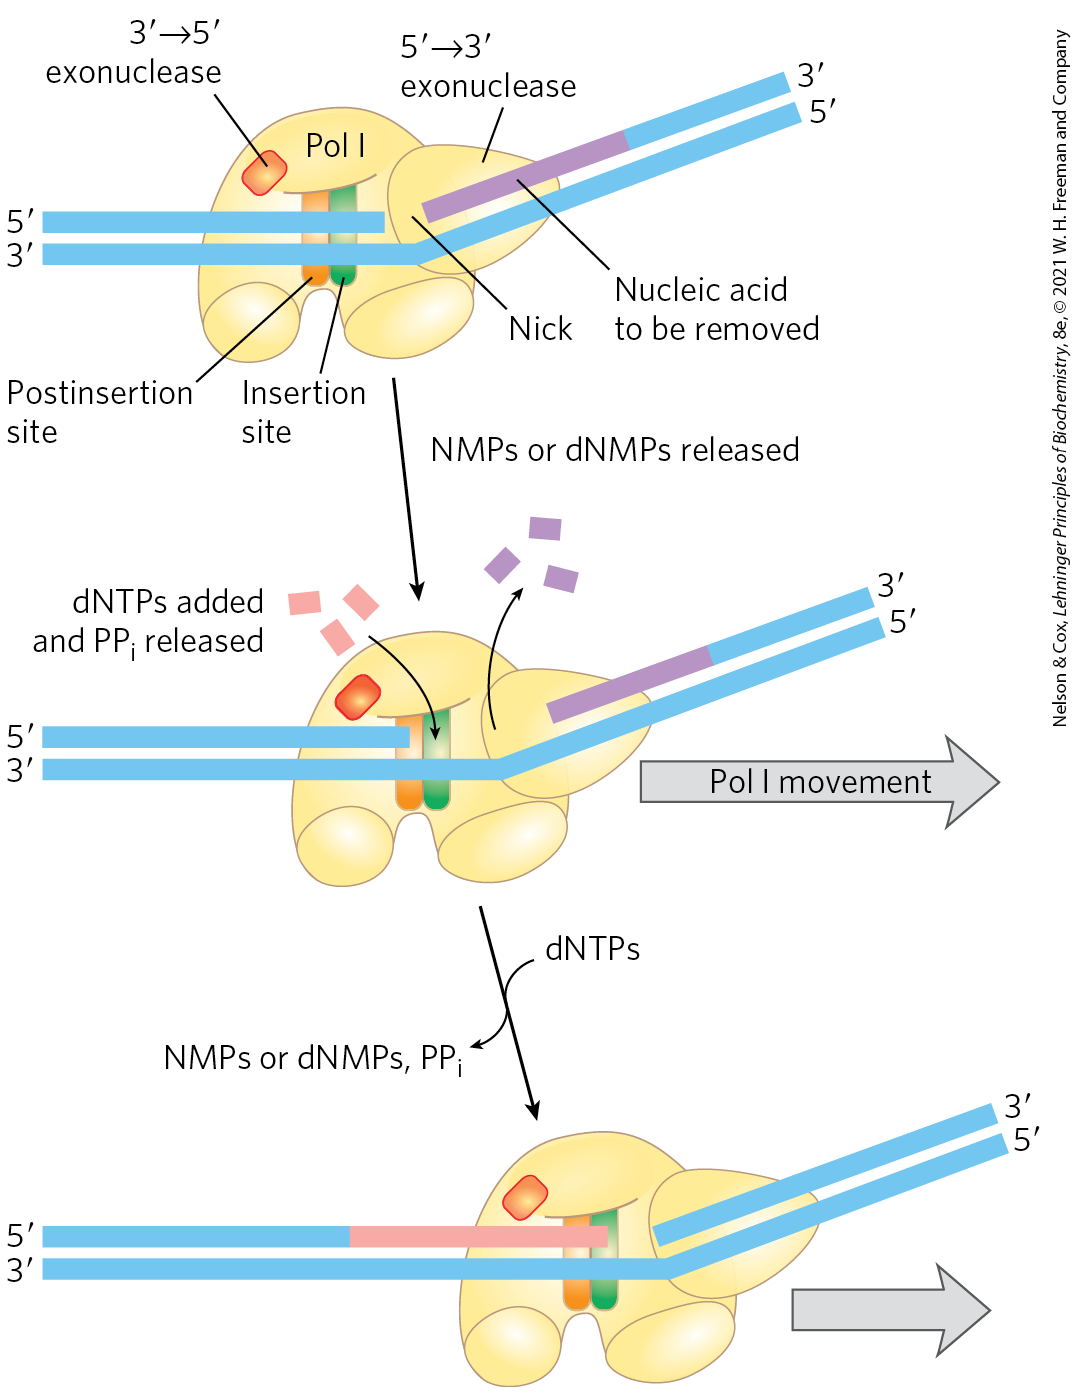 3′→5′
exonuclease
5′→3′
exonuclease
3′
5′
Pol I
5′
3′
Nucleic acid
to be removed
Nick
Postinsertion
site
Insertion
site
NMPs or dNMPs released
dNTPs added
and PPi released
3′
5′
5′
3′
Pol I movement
dNTPs
NMPs or dNMPs, PPi
3′
5′
5′
3′
Nelson & Cox, Lehninger Principles of Biochemistry, 8e, © 2021 W. H. Freeman and Company